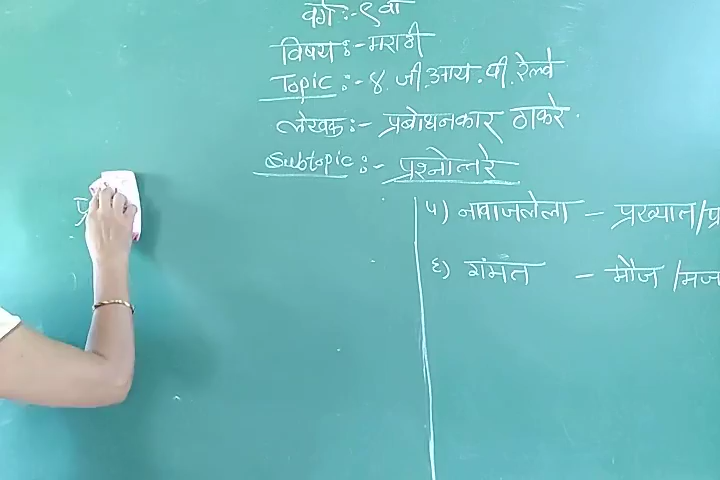 वर्ग :- ९ वी
विषय :- मराठी
Topic :- ४. जी. आय. पी. रेल्वे
लेखक :- प्रबोधनकार ठाकरे.
Subtopic :- प्रश्नोत्तरे
५) नावाजलेला - प्रख्यात/प्र
६) गंमत - मौज /मज
प्र